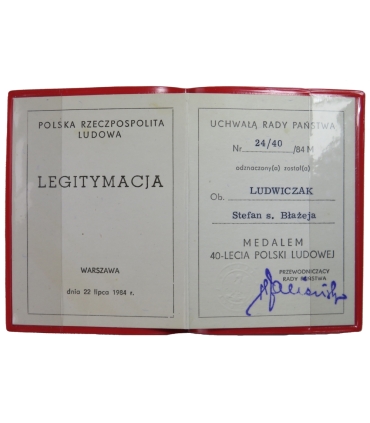 POLSKA RZECZPOSPOLITA
LUDOWA
LEGITYMACJA
WARSZAWA
dnia 22 lipca 1984 r.
UCHWAŁĄ RADY PAŃSTWA
Nr 24/40 /84 M
odznaczony(a) został(a)
Ob. LUDWICZAK
Stefan s. Błażeja
MEDALEM
40-LECIA POLSKI LUDOWEJ
PRZEWODNICZĄCY
RADY PAŃSTWA